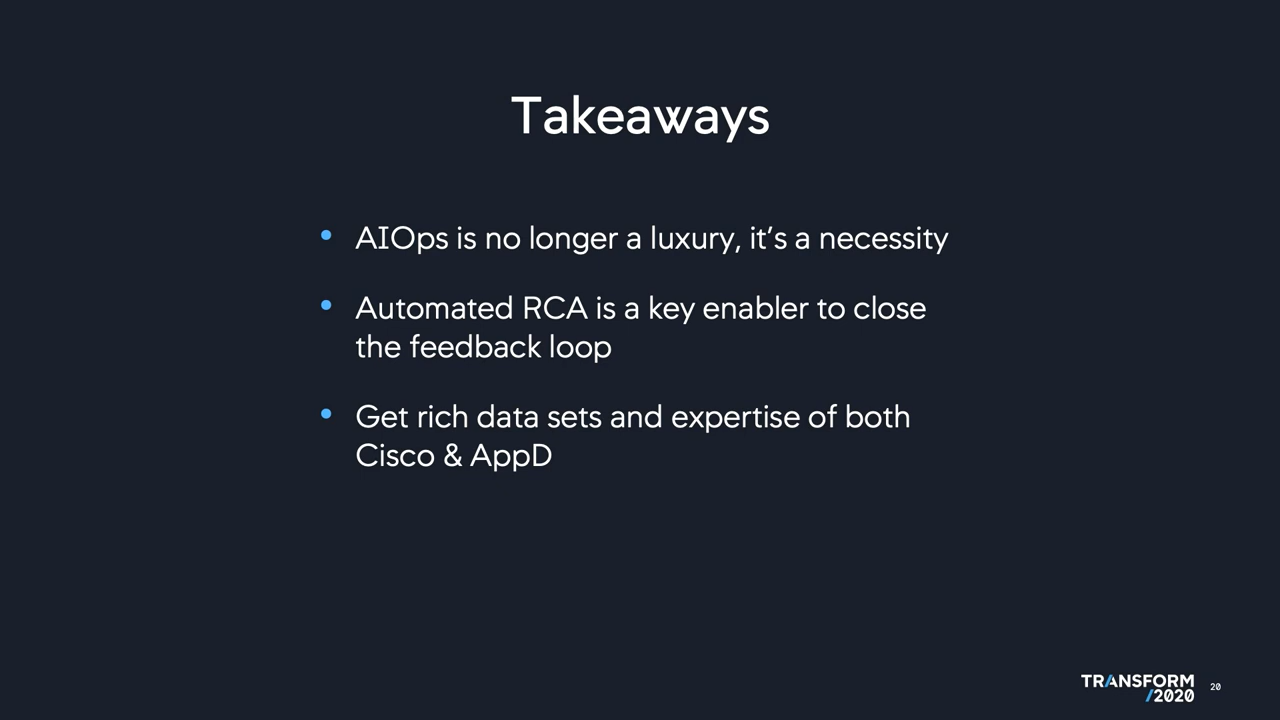 Takeaways
• AIOps is no longer a luxury, it’s a necessity
• Automated RCA is a key enabler to close
the feedback loop
• Get rich data sets and expertise of both
Cisco & AppD
TRANSFORM
/2020
20